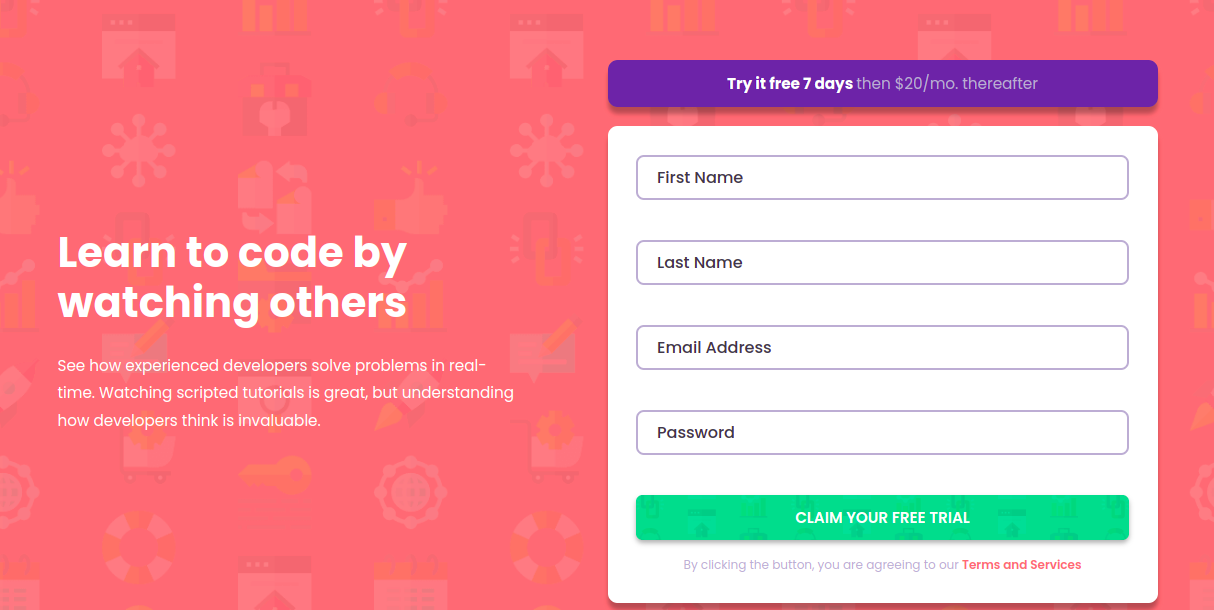 Learn to code by
watching others
See how experienced developers solve problems in real-
time. Watching scripted tutorials is great, but understanding
how developers think is invaluable.
Try it free 7 days then $20/mo. thereafter
First Name
Last Name
Email Address
Password
CLAIM YOUR FREE TRIAL
By clicking the button, you are agreeing to our Terms and Services